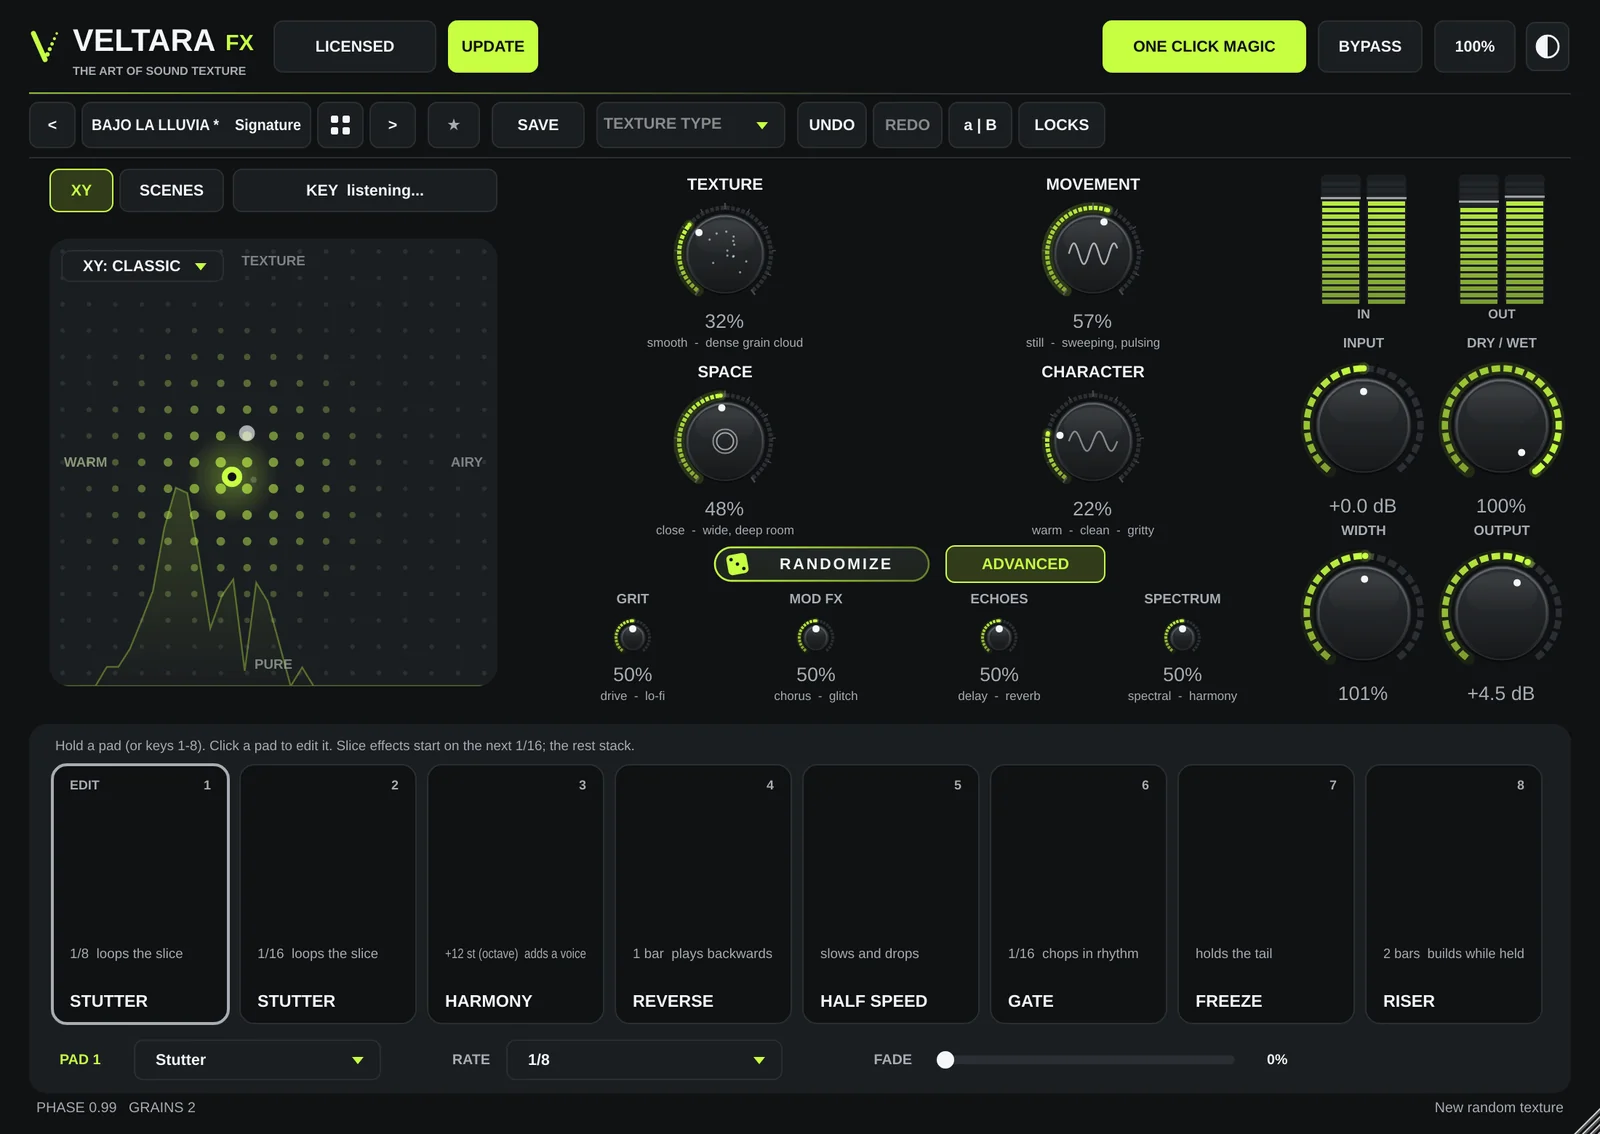 VELTARA FX
THE ART OF SOUND TEXTURE
LICENSED
UPDATE
ONE CLICK MAGIC
BYPASS
100%
<
BAJO LA LLUVIA * Signature
>
★
SAVE
TEXTURE TYPE
UNDO
REDO
a | B
LOCKS
XY
SCENES
KEY listening...
XY: CLASSIC
TEXTURE
WARM
AIRY
PURE
TEXTURE
32%
smooth - dense grain cloud
MOVEMENT
57%
still - sweeping, pulsing
SPACE
48%
close - wide, deep room
CHARACTER
22%
warm - clean - gritty
RANDOMIZE
ADVANCED
GRIT
50%
drive - lo-fi
MOD FX
50%
chorus - glitch
ECHOES
50%
delay - reverb
SPECTRUM
50%
spectral - harmony
IN
OUT
INPUT
+0.0 dB
DRY / WET
100%
WIDTH
101%
OUTPUT
+4.5 dB
Hold a pad (or keys 1-8). Click a pad to edit it. Slice effects start on the next 1/16; the rest stack.
EDIT 1
1/8 loops the slice
STUTTER
2
1/16 loops the slice
STUTTER
3
+12 st (octave) adds a voice
HARMONY
4
1 bar plays backwards
REVERSE
5
slows and drops
HALF SPEED
6
1/16 chops in rhythm
GATE
7
holds the tail
FREEZE
8
2 bars builds while held
RISER
PAD 1
Stutter
RATE
1/8
FADE
0%
PHASE 0.99 GRAINS 2
New random texture